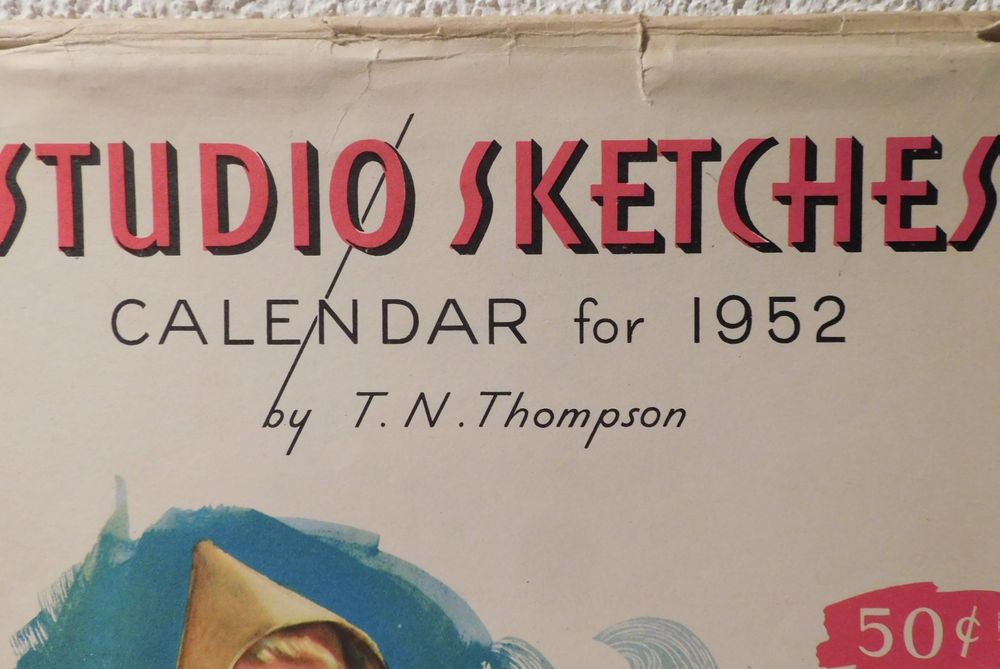 STUDIO SKETCHES
CALENDAR for 1952
by T. N. Thompson
50¢